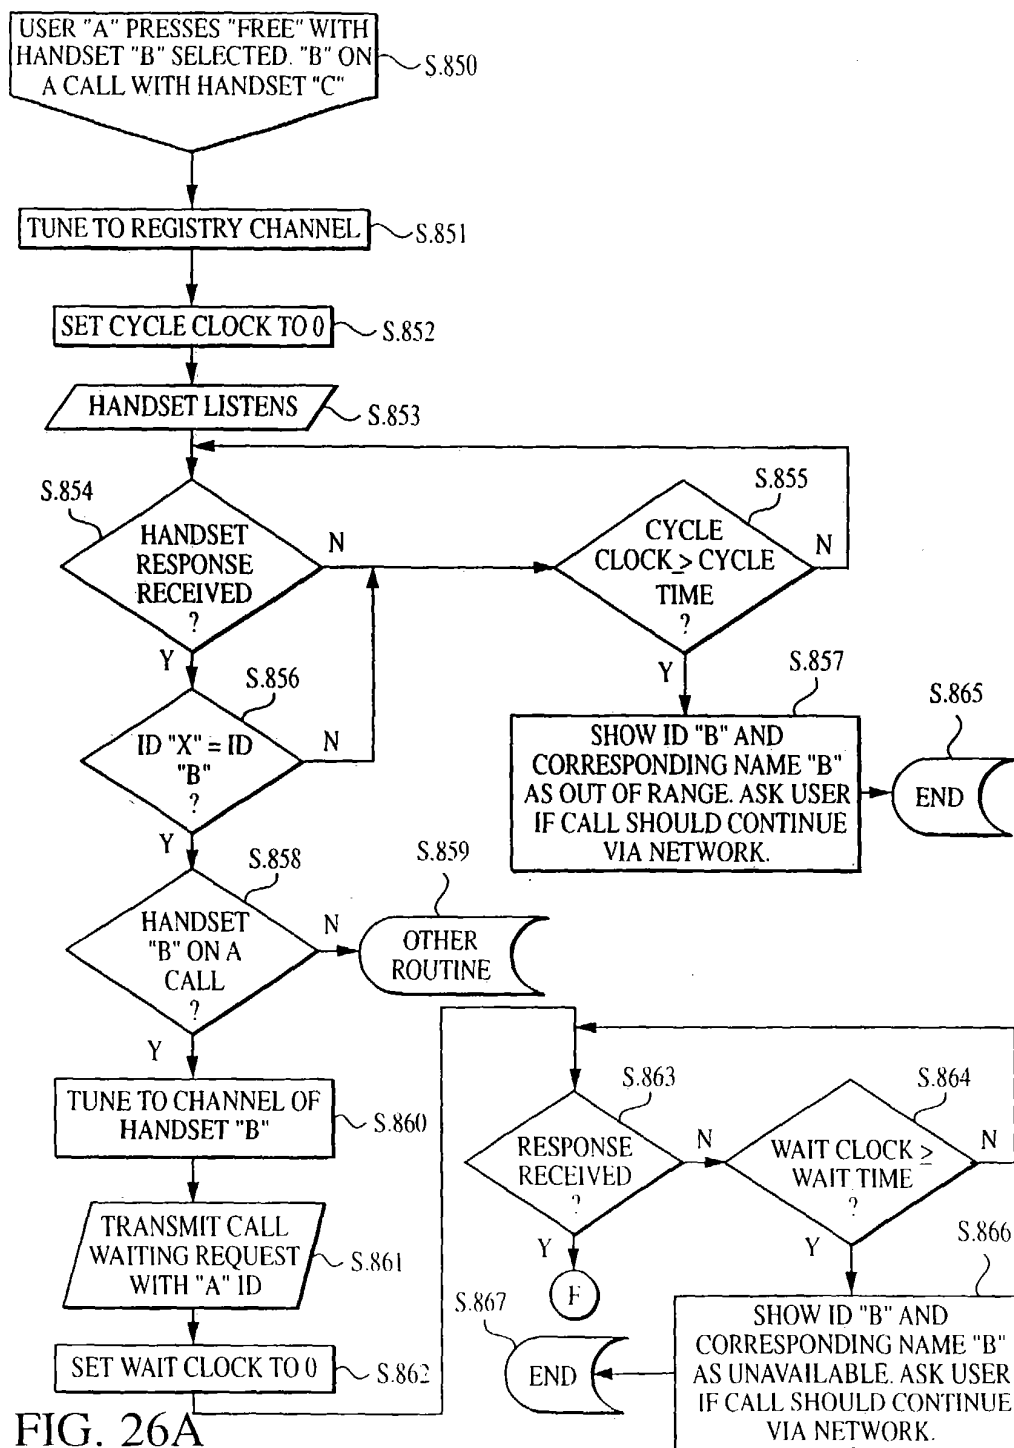 USER "A" PRESSES "FREE" WITH
HANDSET "B" SELECTED. "B" ON
A CALL WITH HANDSET "C"
S.850
TUNE TO REGISTRY CHANNEL
S.851
SET CYCLE CLOCK TO 0
S.852
HANDSET LISTENS
S.853
S.854
HANDSET
RESPONSE
RECEIVED
?
N
Y
S.855
CYCLE
CLOCK ≥ CYCLE
TIME
?
N
Y
S.856
ID "X" = ID
"B"
?
N
Y
S.857
SHOW ID "B" AND
CORRESPONDING NAME "B"
AS OUT OF RANGE. ASK USER
IF CALL SHOULD CONTINUE
VIA NETWORK.
S.865
END
S.858
HANDSET
"B" ON A
CALL
?
N
Y
S.859
OTHER
ROUTINE
TUNE TO CHANNEL OF
HANDSET "B"
S.860
TRANSMIT CALL
WAITING REQUEST
WITH "A" ID
S.861
SET WAIT CLOCK TO 0
S.862
S.863
RESPONSE
RECEIVED
?
N
Y
F
S.864
WAIT CLOCK ≥
WAIT TIME
?
N
Y
S.866
SHOW ID "B" AND
CORRESPONDING NAME "B"
AS UNAVAILABLE. ASK USER
IF CALL SHOULD CONTINUE
VIA NETWORK.
S.867
END
FIG. 26A